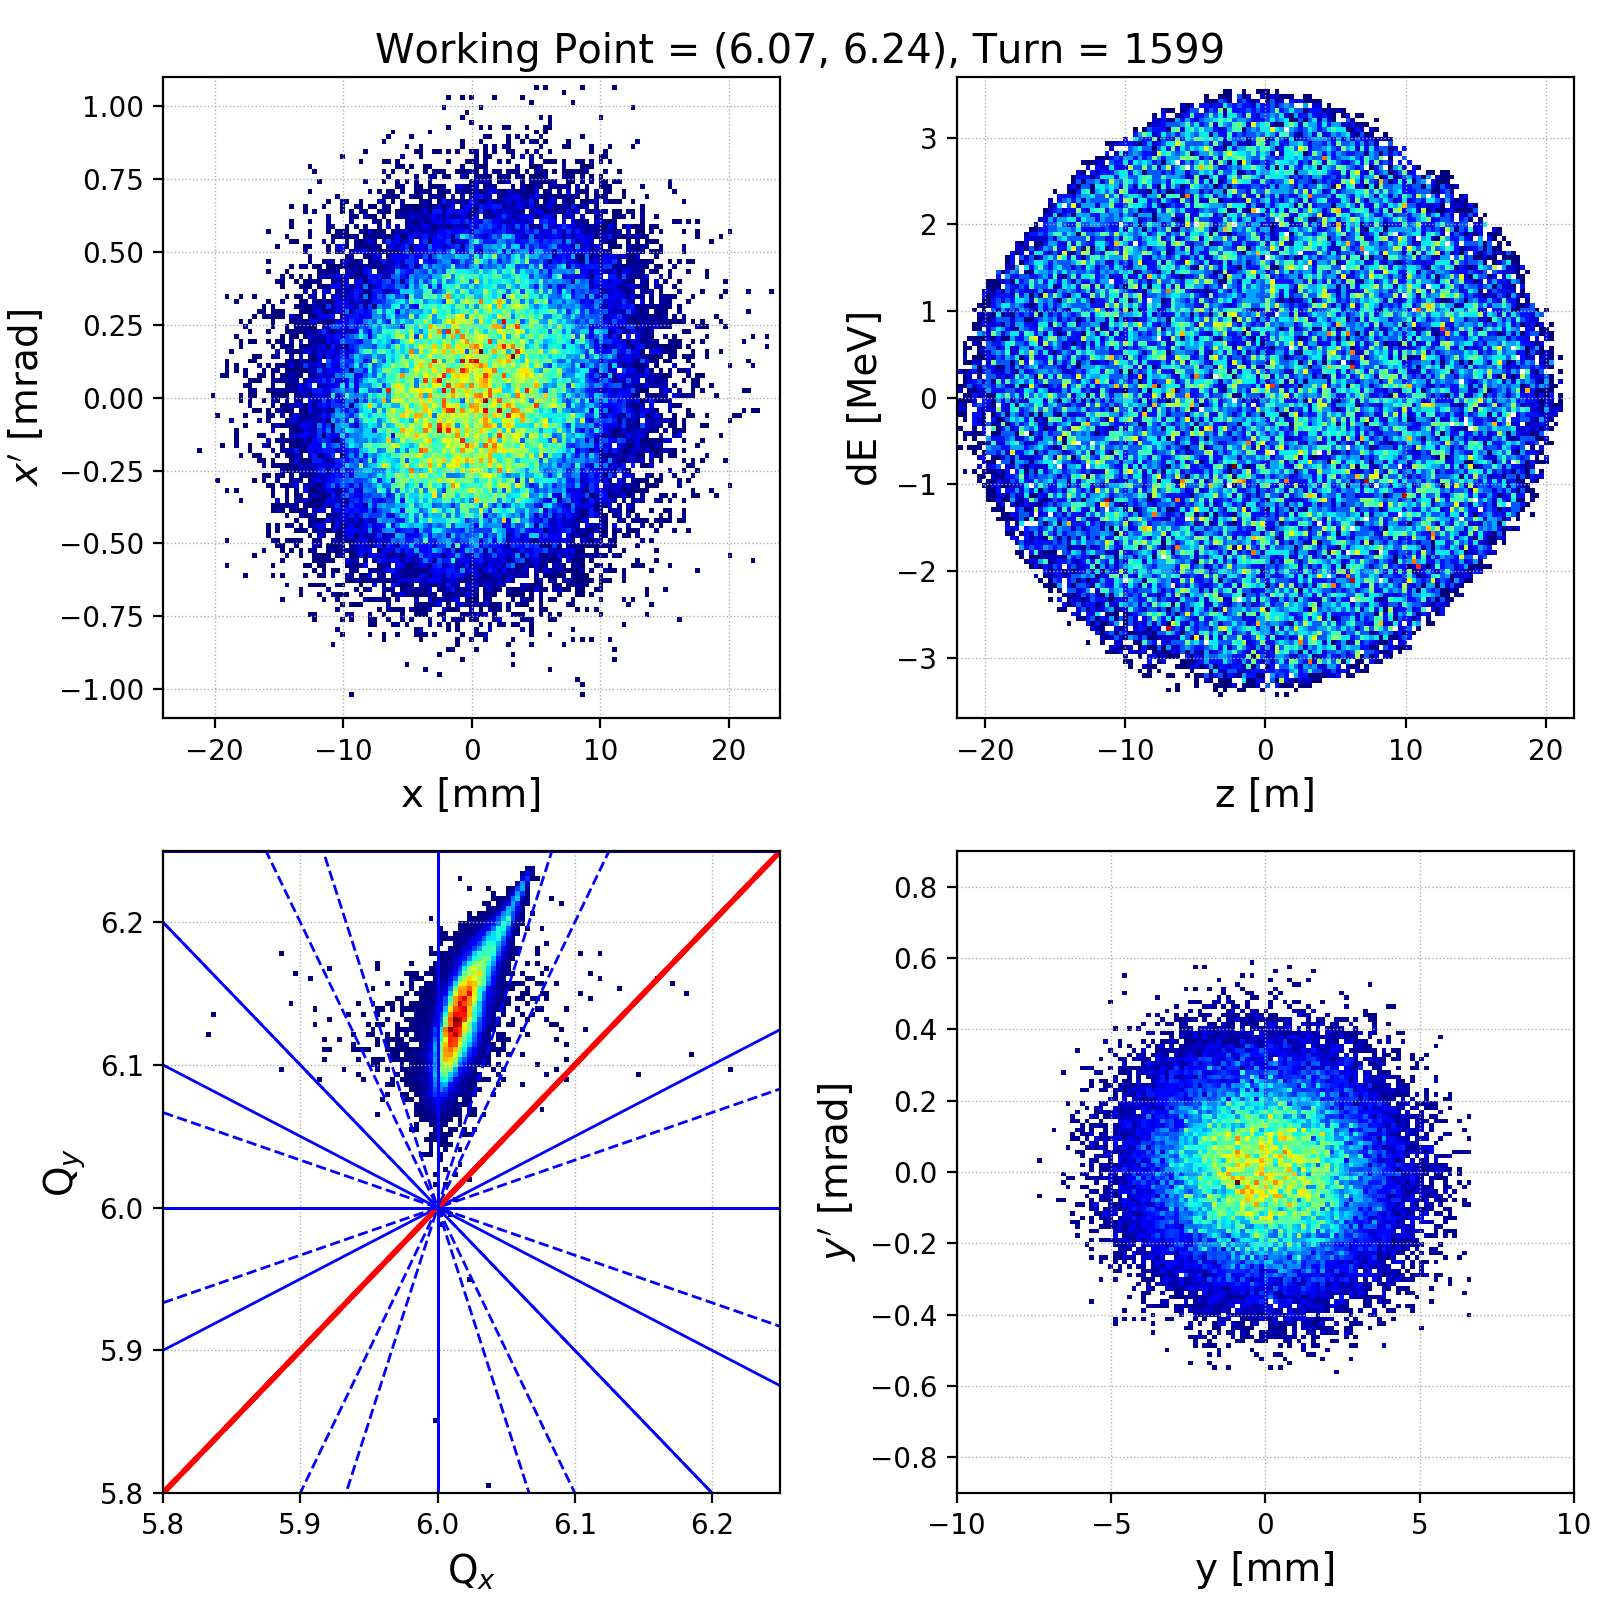 Working Point = (6.07, 6.24), Turn = 1599
1.00
0.75
0.50
0.25
0.00
−0.25
−0.50
−0.75
−1.00
x′ [mrad]
−20 −10 0 10 20
x [mm]
3
2
1
0
−1
−2
−3
dE [MeV]
−20 −10 0 10 20
z [m]
6.2
6.1
6.0
5.9
5.8
Qy
5.8 5.9 6.0 6.1 6.2
Qx
0.8
0.6
0.4
0.2
0.0
−0.2
−0.4
−0.6
−0.8
y′ [mrad]
−10 −5 0 5 10
y [mm]